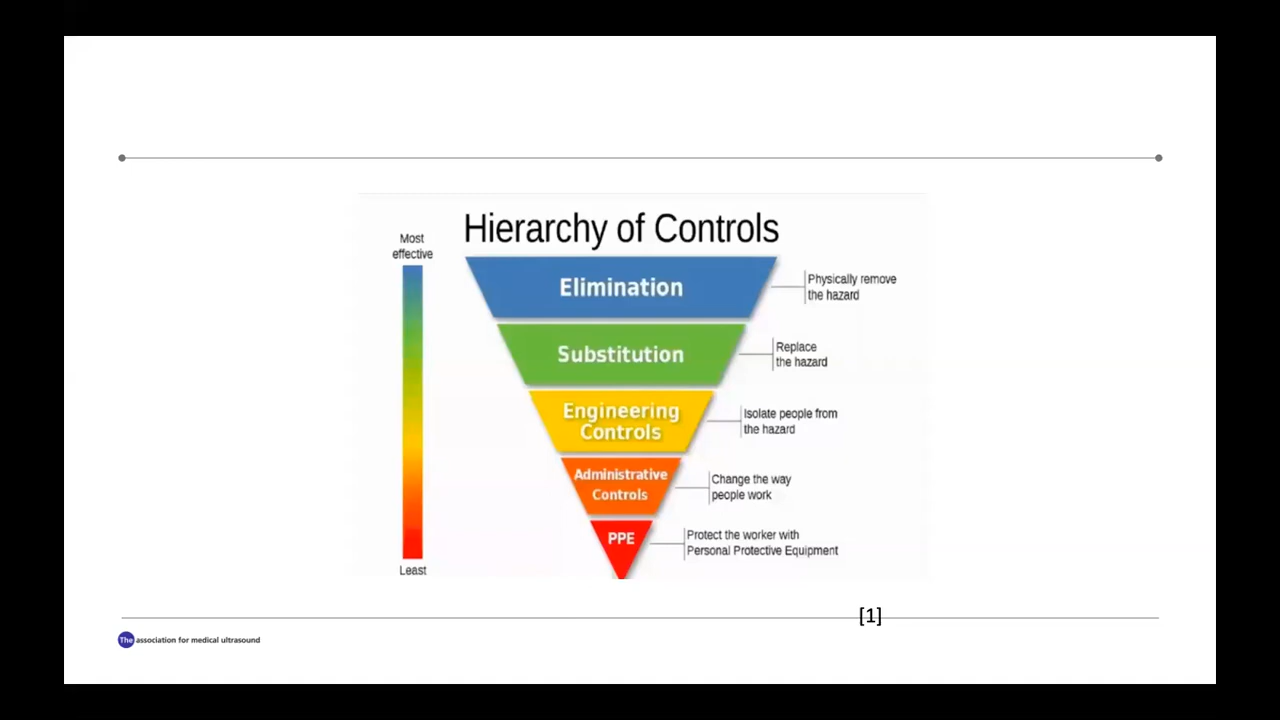 Hierarchy of Controls
Most
effective
Elimination
Physically remove
the hazard
Substitution
Replace
the hazard
Engineering
Controls
Isolate people from
the hazard
Administrative
Controls
Change the way
people work
PPE
Protect the worker with
Personal Protective Equipment
Least
[1]
The association for medical ultrasound